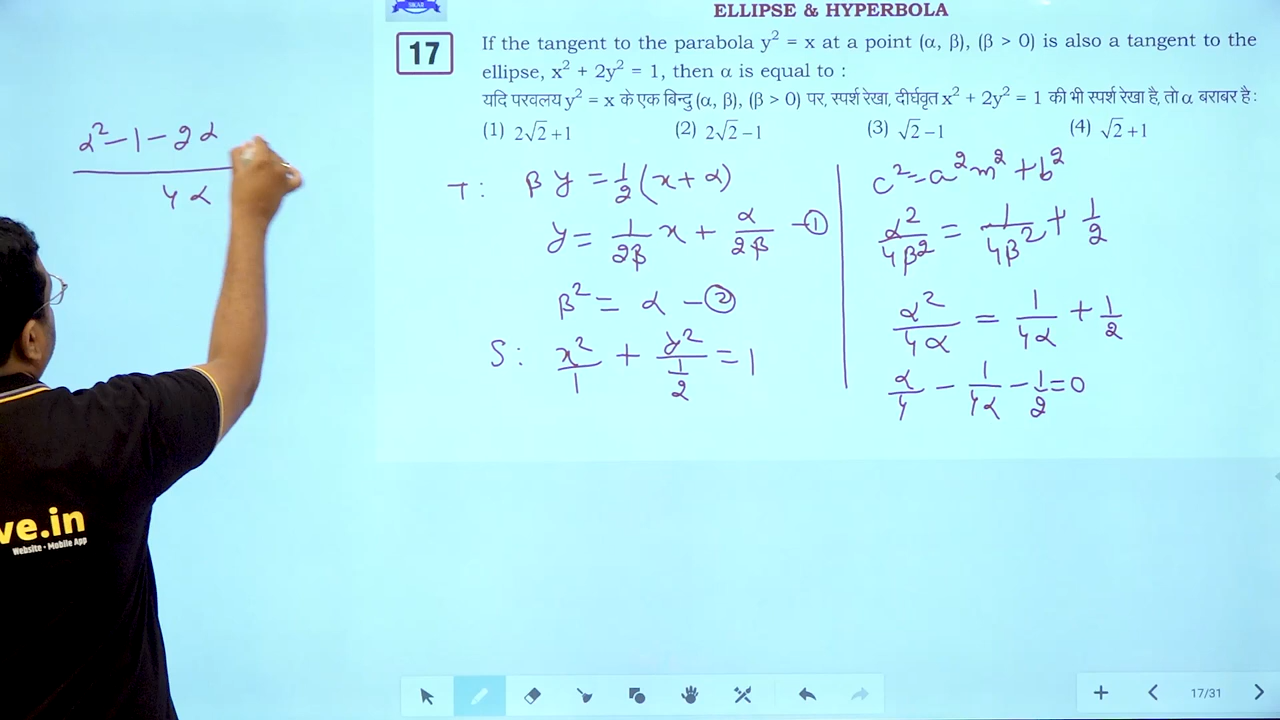 SIKAR
ELLIPSE & HYPERBOLA
17
If the tangent to the parabola y² = x at a point (α, β), (β > 0) is also a tangent to the
ellipse, x² + 2y² = 1, then α is equal to :
यदि परवलय y² = x के एक बिन्दु (α, β), (β > 0) पर, स्पर्श रेखा, दीर्घवृत x² + 2y² = 1 की भी स्पर्श रेखा है, तो α बराबर है :
(1) 2√2+1 (2) 2√2−1 (3) √2−1 (4) √2+1
α² − 1 − 2α / 4α
T: βy = 1/2 (x + α)
y = 1/2β x + α/2β −①
β² = α −②
S: x²/1 + y²/(1/2) = 1
c² = a²m² + b²
α²/4β² = 1/4β² + 1/2
α²/4α = 1/4α + 1/2
α/4 − 1/4α − 1/2 = 0
ve.in
Website • Mobile App
17/31